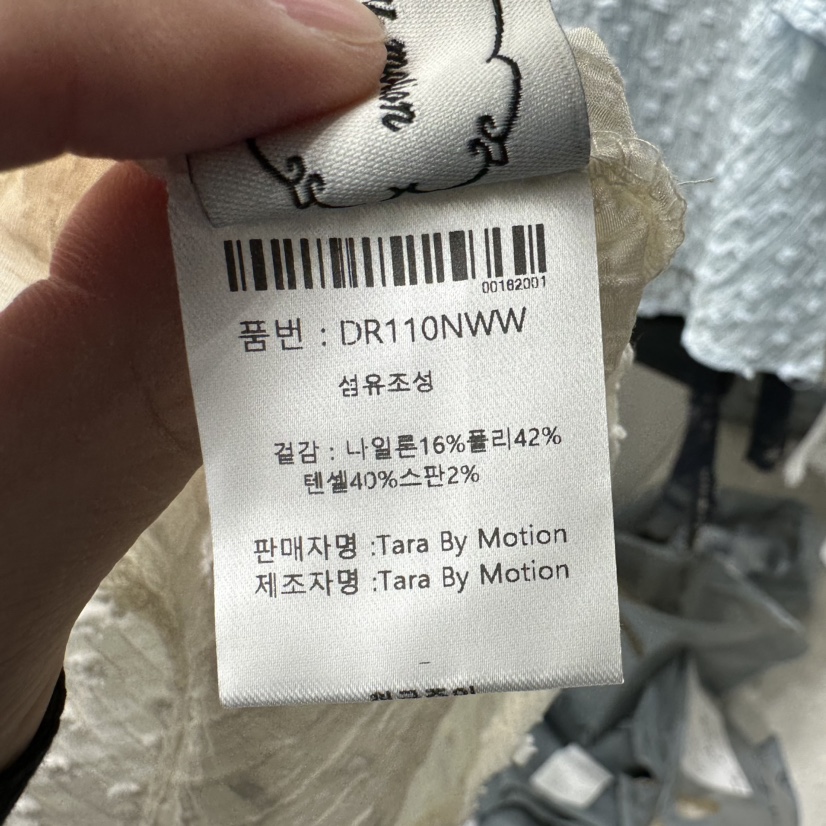 motion
00182001
품번 : DR110NWW
섬유조성
겉감 : 나일론16%폴리42%
텐셀40%스판2%
판매자명 :Tara By Motion
제조자명 :Tara By Motion